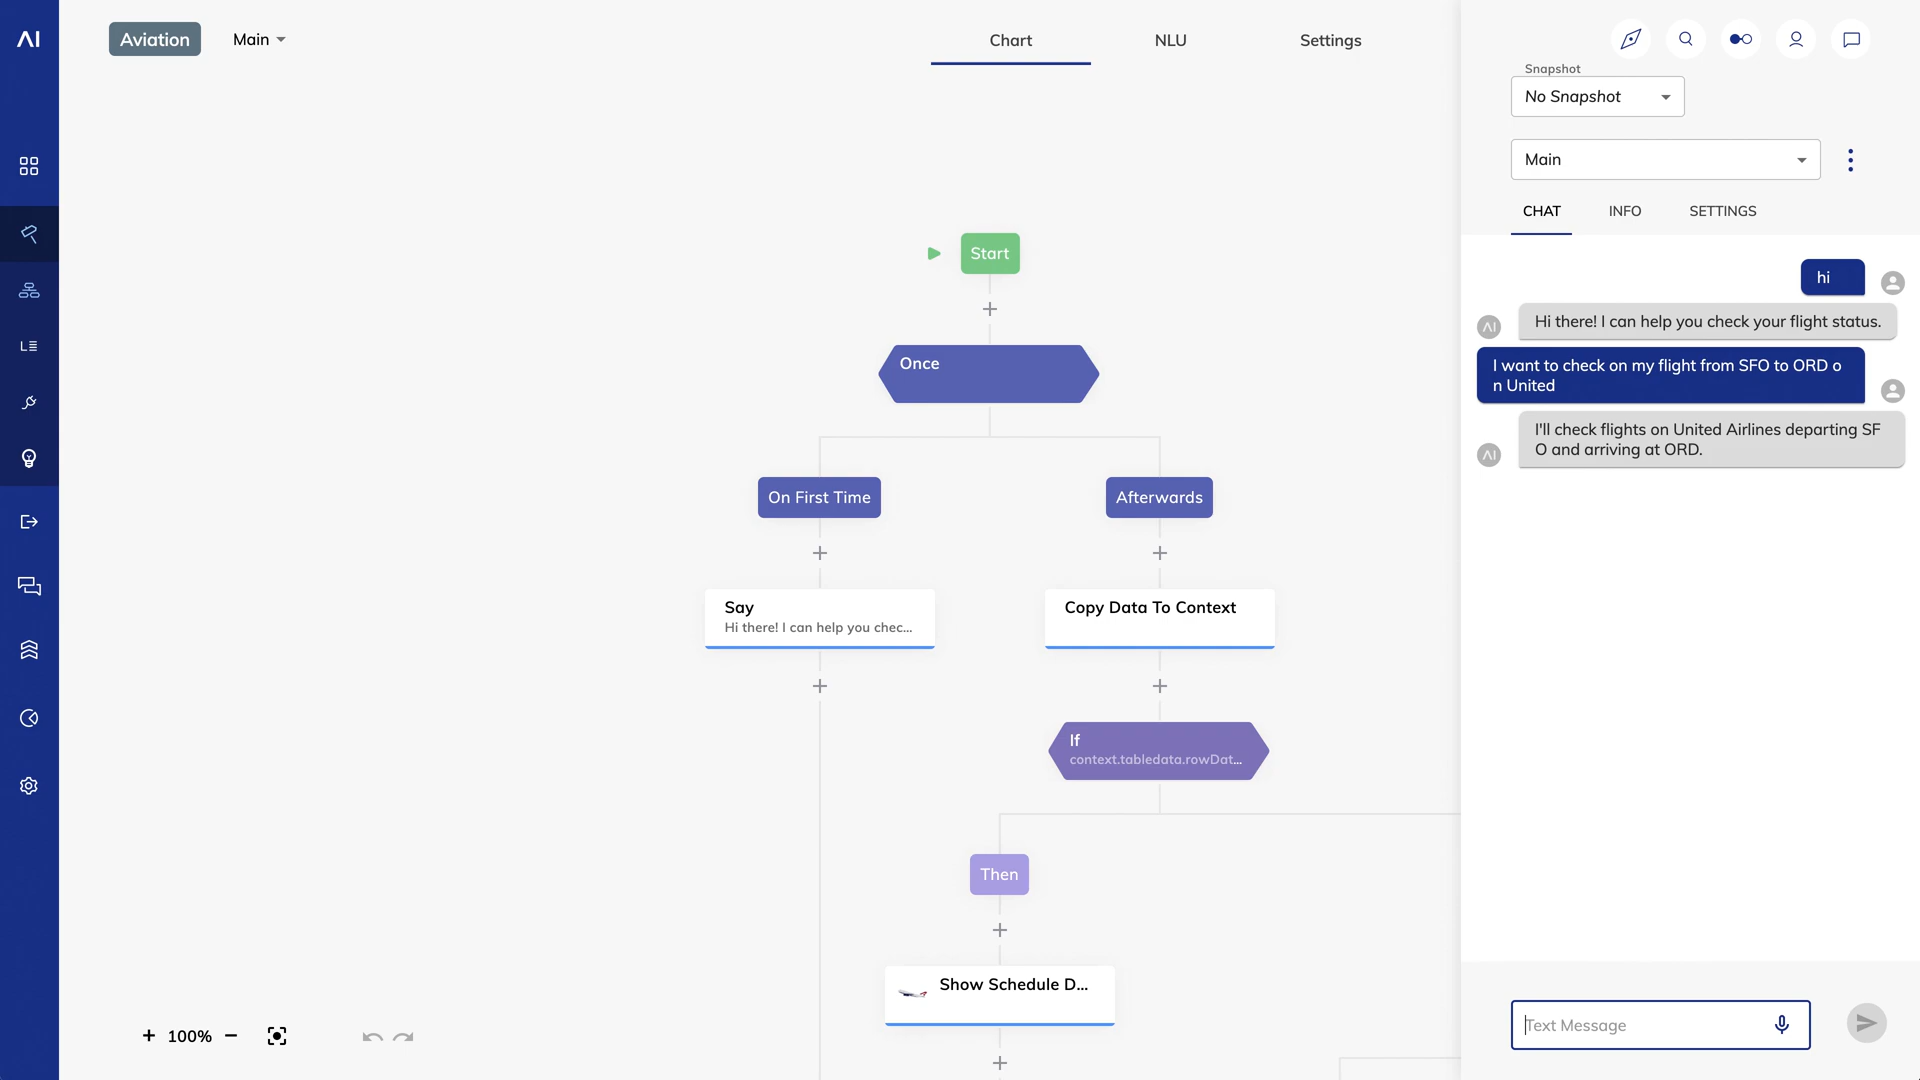 AI
Aviation
Main
Chart
NLU
Settings
Start
Once
On First Time
Afterwards
Say
Hi there! I can help you chec...
Copy Data To Context
If
context.tabledata.rowDat...
Then
Show Schedule D...
+ 100% −
Snapshot
No Snapshot
Main
CHAT
INFO
SETTINGS
hi
AI
Hi there! I can help you check your flight status.
I want to check on my flight from SFO to ORD o
n United
AI
I'll check flights on United Airlines departing SF
O and arriving at ORD.
Text Message